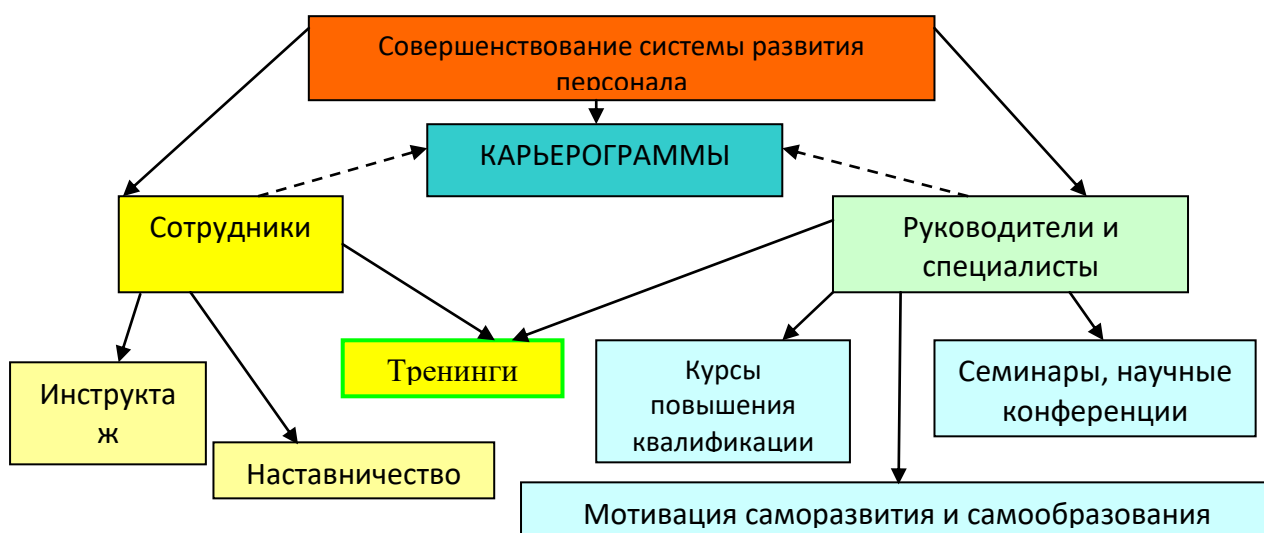 Совершенствование системы развития
персонала
КАРЬЕРОГРАММЫ
Сотрудники
Руководители и
специалисты
Тренинги
Курсы
повышения
квалификации
Семинары, научные
конференции
Инструкта
ж
Наставничество
Мотивация саморазвития и самообразования